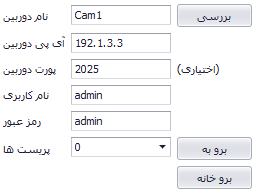 نام دوربین Cam1 بررسی
آی پی دوربین 192.1.3.3
پورت دوربین 2025 (اختیاری)
نام کاربری admin
رمز عبور admin
پریست ها 0 برو به
برو خانه